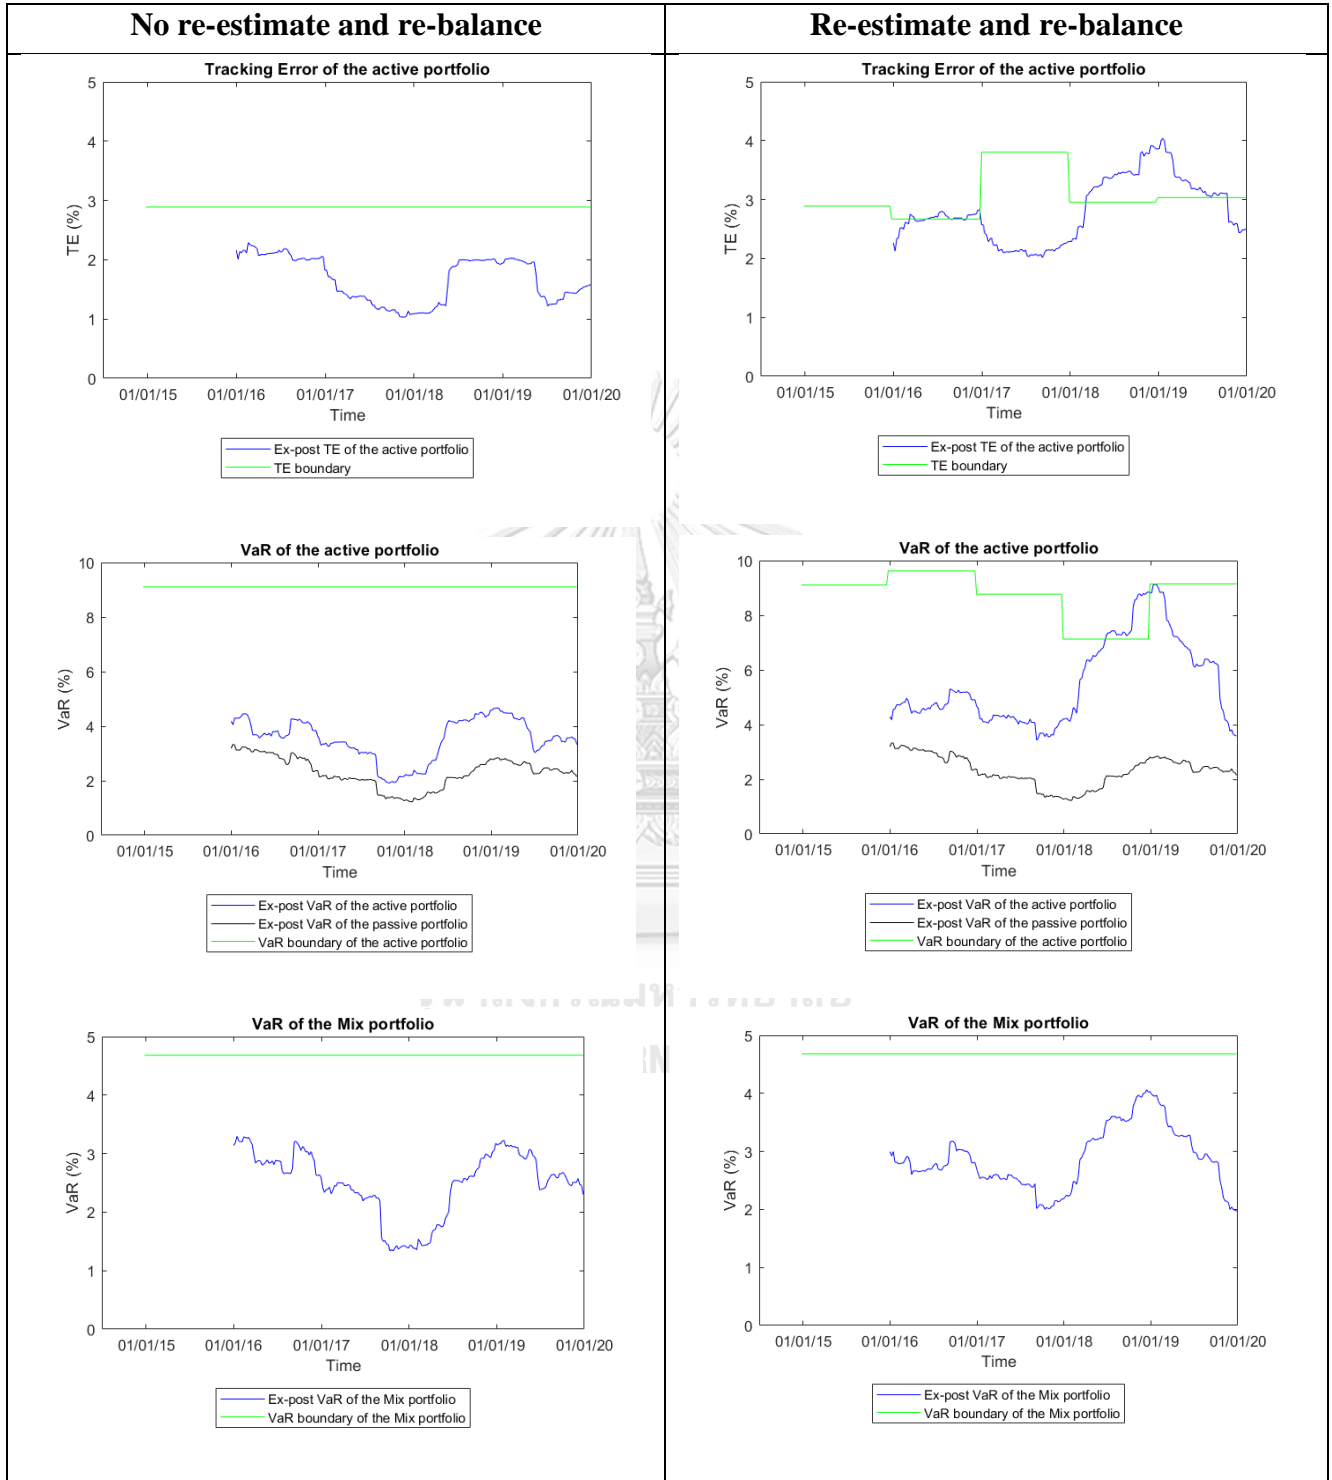 No re-estimate and re-balance
Re-estimate and re-balance
Tracking Error of the active portfolio
5
4
3
2
1
0
TE (%)
01/01/15 01/01/16 01/01/17 01/01/18 01/01/19 01/01/20
Time
Ex-post TE of the active portfolio
TE boundary
Tracking Error of the active portfolio
5
4
3
2
1
0
TE (%)
01/01/15 01/01/16 01/01/17 01/01/18 01/01/19 01/01/20
Time
Ex-post TE of the active portfolio
TE boundary
VaR of the active portfolio
10
8
6
4
2
0
VaR (%)
01/01/15 01/01/16 01/01/17 01/01/18 01/01/19 01/01/20
Time
Ex-post VaR of the active portfolio
Ex-post VaR of the passive portfolio
VaR boundary of the active portfolio
VaR of the active portfolio
10
8
6
4
2
0
VaR (%)
01/01/15 01/01/16 01/01/17 01/01/18 01/01/19 01/01/20
Time
Ex-post VaR of the active portfolio
Ex-post VaR of the passive portfolio
VaR boundary of the active portfolio
VaR of the Mix portfolio
5
4
3
2
1
0
VaR (%)
01/01/15 01/01/16 01/01/17 01/01/18 01/01/19 01/01/20
Time
Ex-post VaR of the Mix portfolio
VaR boundary of the Mix portfolio
VaR of the Mix portfolio
5
4
3
2
1
0
VaR (%)
01/01/15 01/01/16 01/01/17 01/01/18 01/01/19 01/01/20
Time
Ex-post VaR of the Mix portfolio
VaR boundary of the Mix portfolio